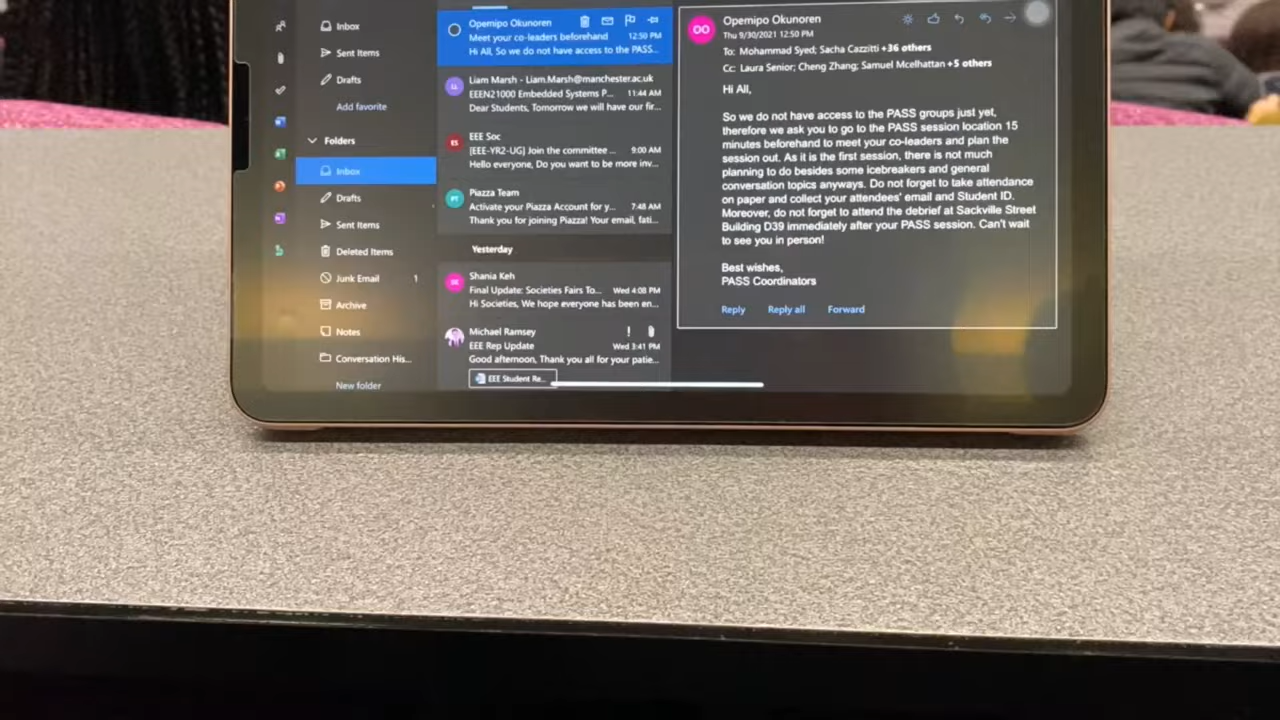 Inbox
Sent Items
Drafts
Add favorite
Folders
Inbox
Drafts
Sent Items
Deleted Items
Junk Email 1
Archive
Notes
Conversation His...
New folder
Opemipo Okunoren
Meet your co-leaders beforehand 12:50 PM
Hi All, So we do not have access to the PASS...
Liam Marsh - Liam.Marsh@manchester.ac.uk
EEEN21000 Embedded Systems P... 11:44 AM
Dear Students, Tomorrow we will have our fir...
ES
EEE Soc
[EEE-YR2-UG] Join the committee ... 9:00 AM
Hello everyone, Do you want to be more inv...
PT
Piazza Team
Activate your Piazza Account for y... 7:48 AM
Thank you for joining Piazza! Your email, fati...
Yesterday
Shania Keh
Final Update: Societies Fairs To... Wed 4:08 PM
Hi Societies, We hope everyone has been en...
Michael Ramsey
EEE Rep Update Wed 3:41 PM
Good afternoon, Thank you all for your patie...
EEE Student Re...
OO
Opemipo Okunoren
Thu 9/30/2021 12:50 PM
To: Mohammad Syed; Sacha Cazzitti +36 others
Cc: Laura Senior; Cheng Zhang; Samuel Mcelhattan +5 others
Hi All,
So we do not have access to the PASS groups just yet,
therefore we ask you to go to the PASS session location 15
minutes beforehand to meet your co-leaders and plan the
session out. As it is the first session, there is not much
planning to do besides some icebreakers and general
conversation topics anyways. Do not forget to take attendance
on paper and collect your attendees' email and Student ID.
Moreover, do not forget to attend the debrief at Sackville Street
Building D39 immediately after your PASS session. Can't wait
to see you in person!
Best wishes,
PASS Coordinators
Reply Reply all Forward